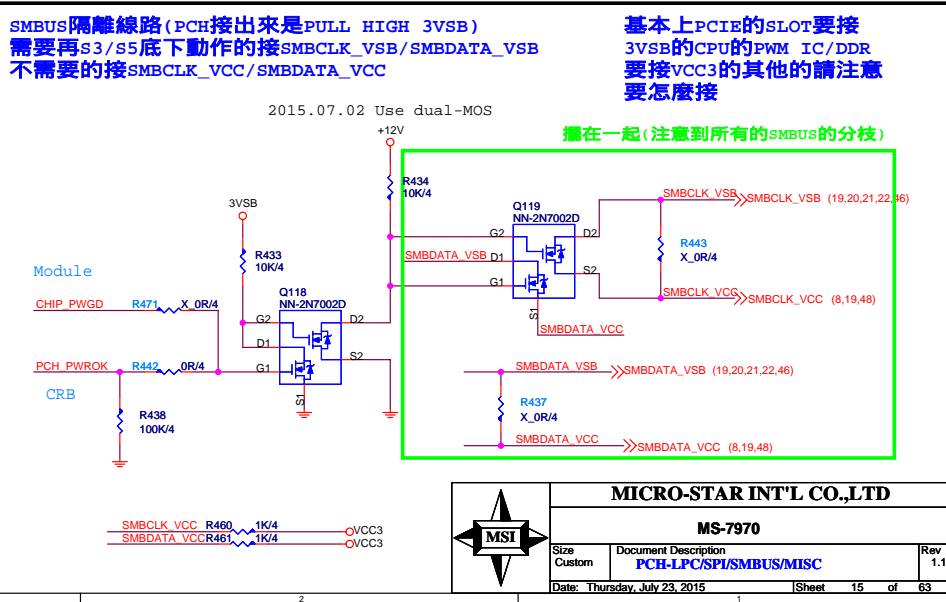 SMBUS隔離線路(PCH接出來是PULL HIGH 3VSB)
需要再S3/S5底下動作的接SMBCLK_VSB/SMBDATA_VSB
不需要的接SMBCLK_VCC/SMBDATA_VCC
基本上PCIE的SLOT要接
3VSB的CPU的PWM IC/DDR
要接VCC3的其他的請注意
要怎麼接
2015.07.02 Use dual-MOS
擺在一起(注意到所有的SMBUS的分枝)
+12V
R434
10K/4
3VSB
R433
10K/4
Module
CHIP_PWGD
R471
X_0R/4
PCH_PWROK
R442
0R/4
CRB
R438
100K/4
Q118
NN-2N7002D
G2
D2
D1
S2
G1
S1
Q119
NN-2N7002D
G2
D2
SMBDATA_VSB
D1
S2
G1
S1
SMBDATA_VCC
SMBCLK_VSB
SMBCLK_VSB (19,20,21,22,46)
R443
X_0R/4
SMBCLK_VCC
SMBCLK_VCC (8,19,48)
SMBDATA_VSB
SMBDATA_VSB (19,20,21,22,46)
R437
X_0R/4
SMBDATA_VCC
SMBDATA_VCC (8,19,48)
SMBCLK_VCC R460 1K/4 VCC3
SMBDATA_VCC R461 1K/4 VCC3
MSI
MICRO-STAR INT'L CO.,LTD
MS-7970
Size
Custom
Document Description
PCH-LPC/SPI/SMBUS/MISC
Rev
1.1
Date: Thursday, July 23, 2015
Sheet 15 of 63
2
1